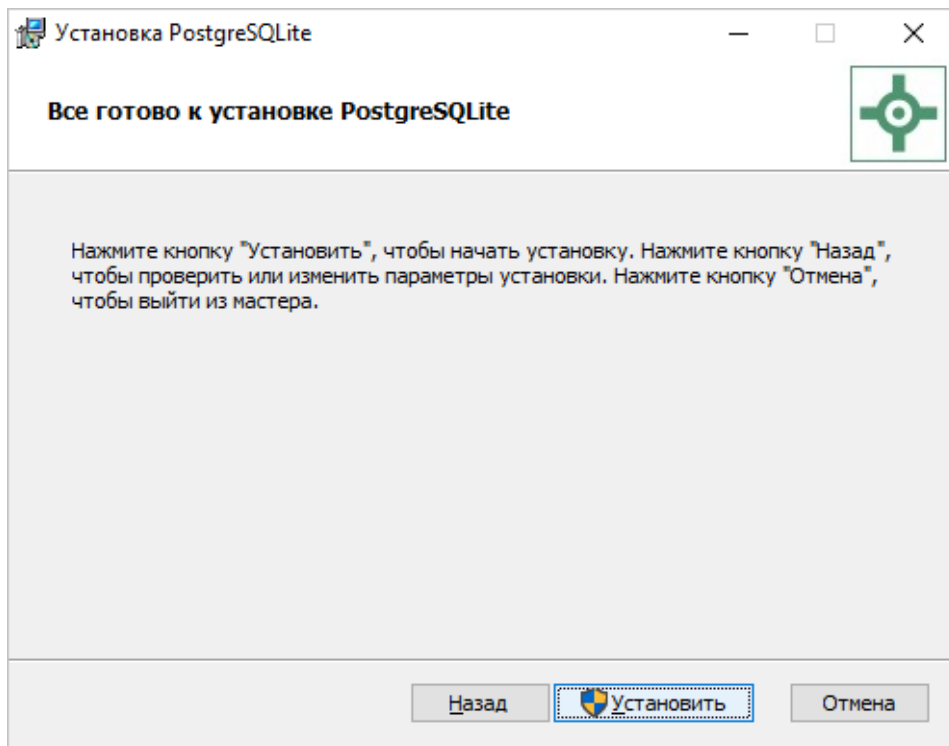 Установка PostgreSQLite
Все готово к установке PostgreSQLite
Нажмите кнопку "Установить", чтобы начать установку. Нажмите кнопку "Назад",
чтобы проверить или изменить параметры установки. Нажмите кнопку "Отмена",
чтобы выйти из мастера.
Назад
Установить
Отмена